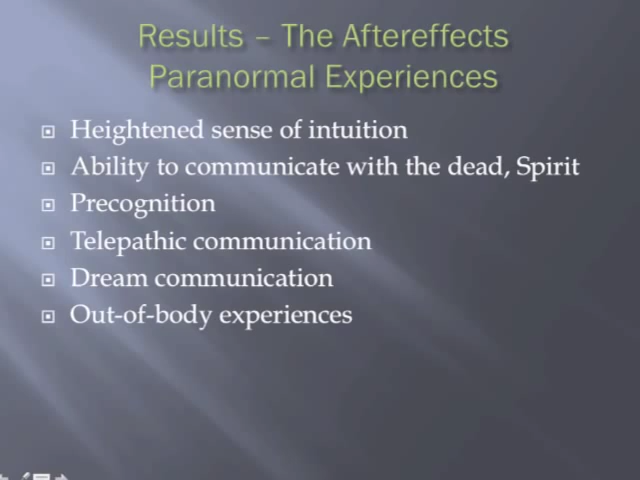 Results – The Aftereffects
Paranormal Experiences
Heightened sense of intuition
Ability to communicate with the dead, Spirit
Precognition
Telepathic communication
Dream communication
Out-of-body experiences